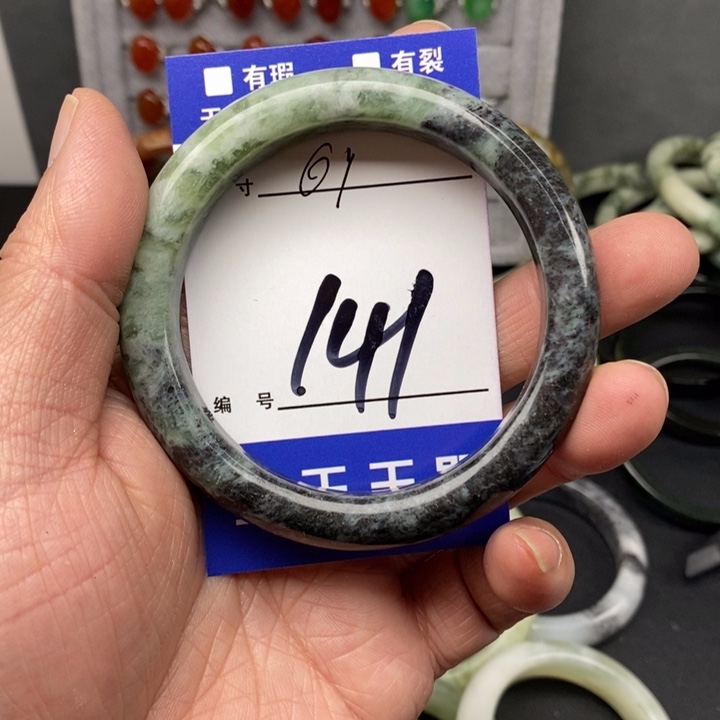 有瑕 有裂
寸 61
141
编号